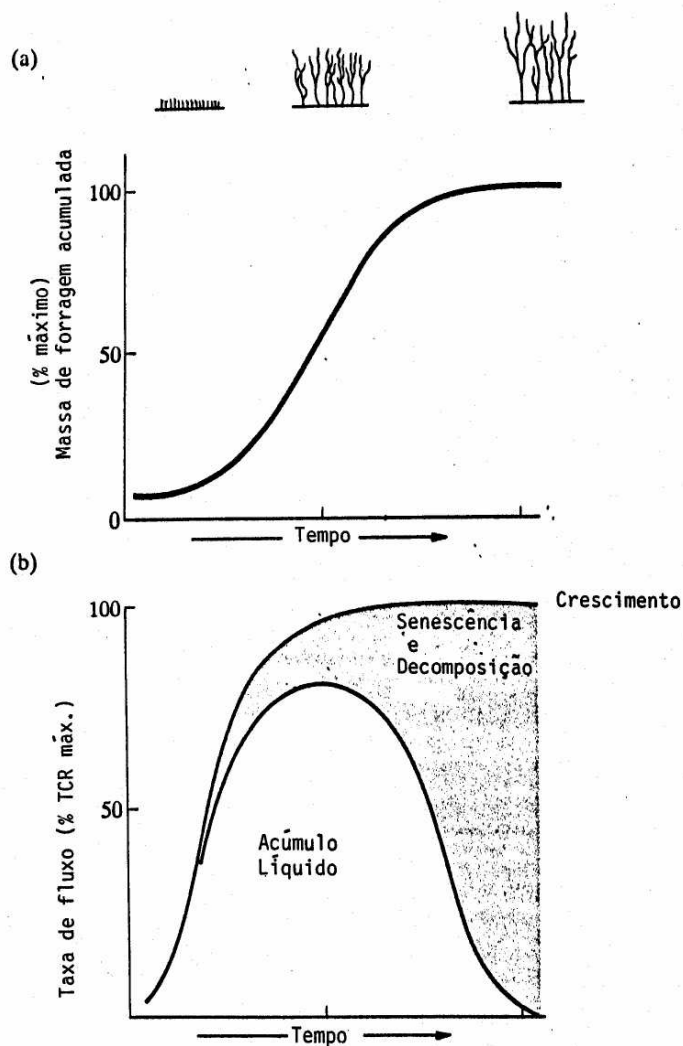 (a)
100
50
0
(% máximo)
Massa de forragem acumulada
Tempo
(b)
100
50
Crescimento
Senescência
e
Decomposição
Acúmulo
Líquido
Taxa de fluxo (% TCR máx.)
Tempo